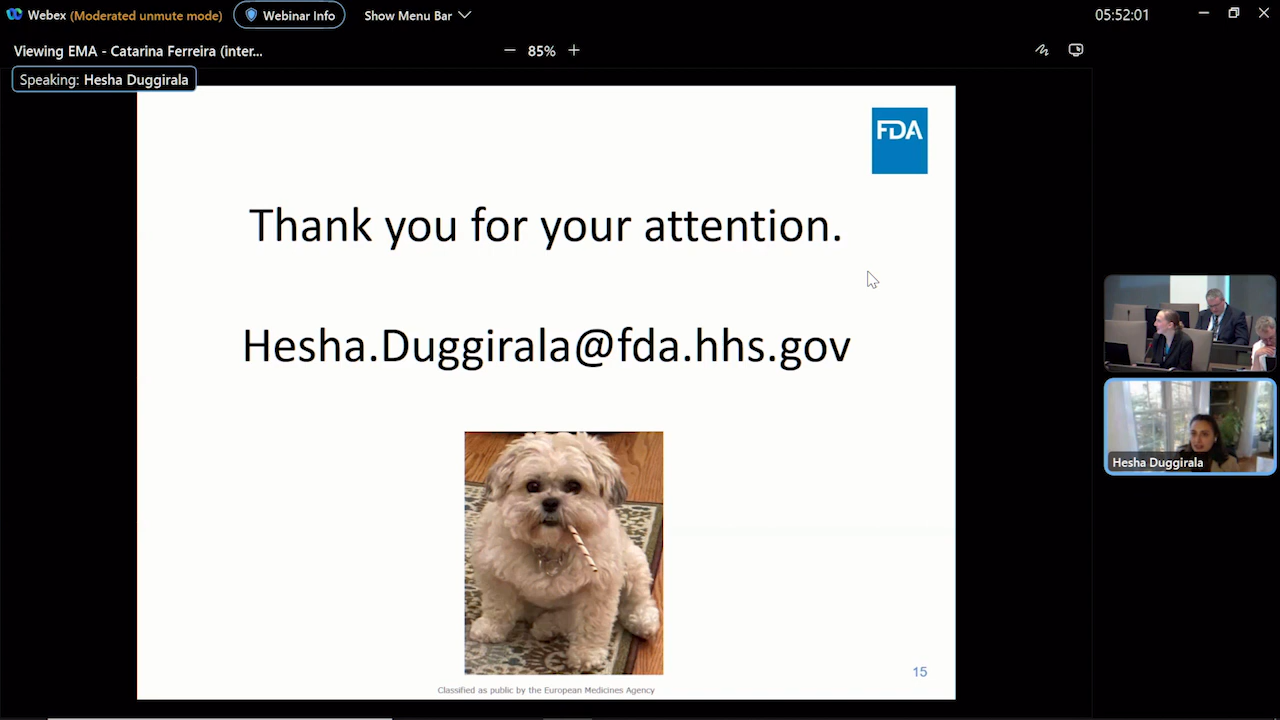 Webex (Moderated unmute mode) Webinar Info Show Menu Bar 05:52:01
Viewing EMA - Catarina Ferreira (inter... 85%
Speaking: Hesha Duggirala
FDA
Thank you for your attention.
Hesha.Duggirala@fda.hhs.gov
Hesha Duggirala
15
Classified as public by the European Medicines Agency